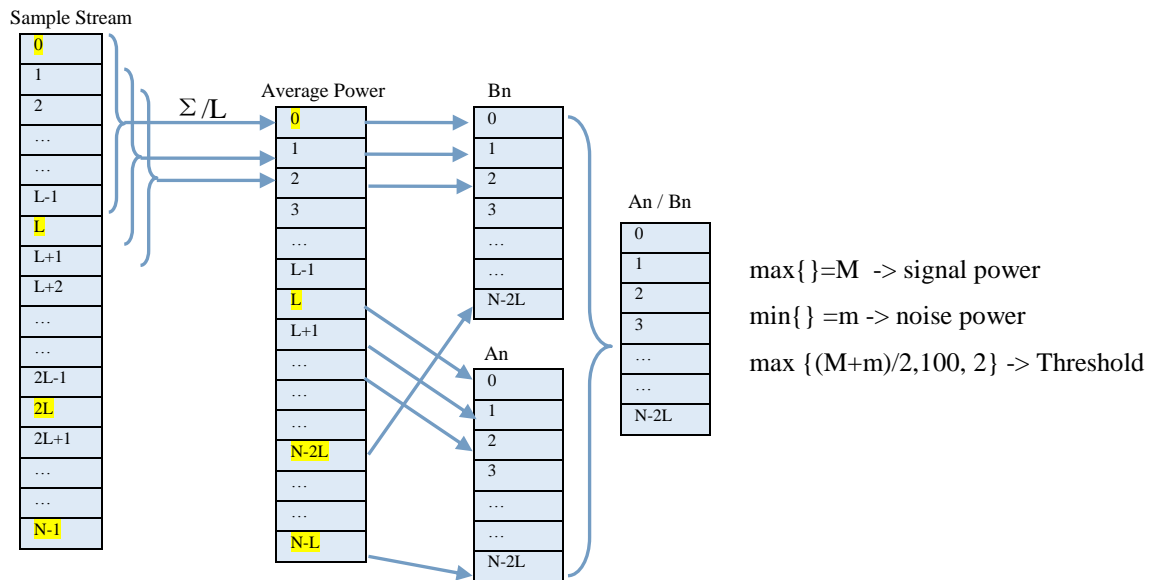 Sample Stream
0
1
2
…
…
L-1
L
L+1
L+2
…
…
2L-1
2L
2L+1
…
…
N-1
Σ/L
Average Power
0
1
2
3
…
L-1
L
L+1
…
…
…
N-2L
…
…
N-L
Bn
0
1
2
3
…
…
N-2L
An
0
1
2
3
…
…
N-2L
An / Bn
0
1
2
3
…
…
N-2L
max{}=M -> signal power
min{} =m -> noise power
max {(M+m)/2,100, 2} -> Threshold